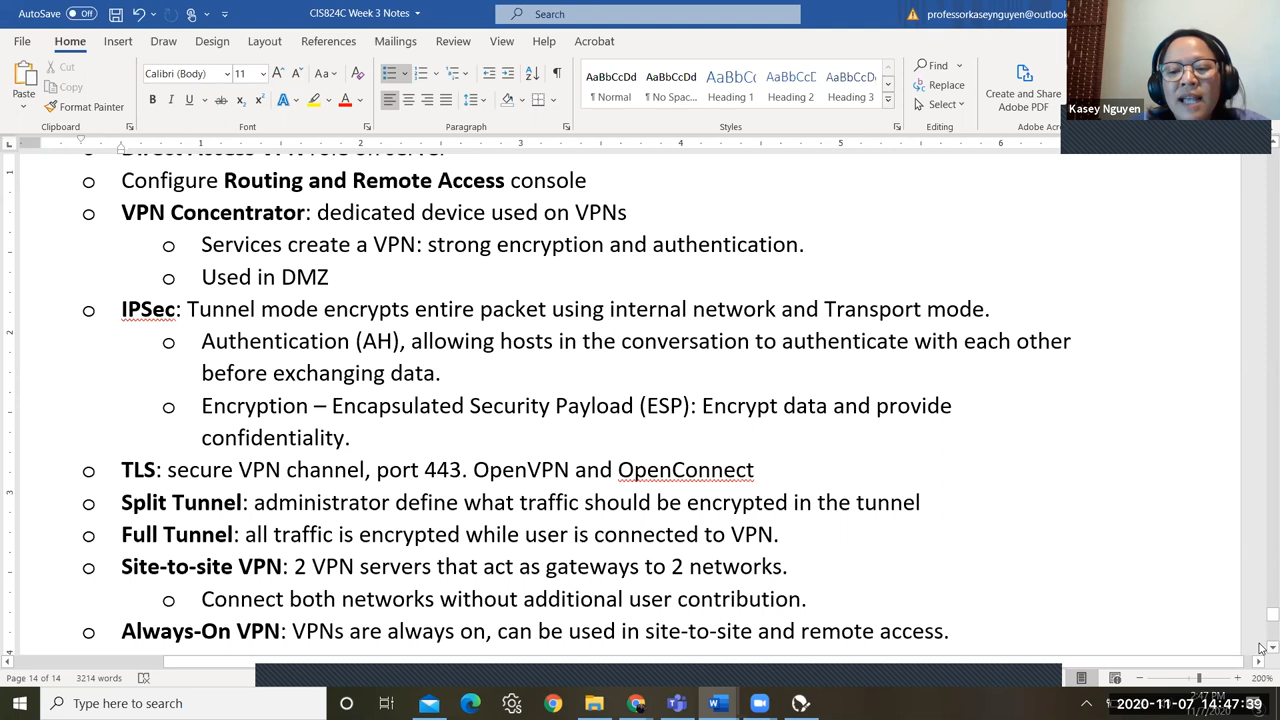 AutoSave Off
CIS824C Week 3 Notes
Search
professorkaseynguyen@outlook
File Home Insert Draw Design Layout References Mailings Review View Help Acrobat
Paste
Cut
Copy
Format Painter
Calibri (Body) 11
AaBbCcDd AaBbCcDd AaBbCc AaBbCcD AaBbCcD
¶ Normal ¶ No Spac... Heading 1 Heading 2 Heading 3
Find
Replace
Select
Create and Share
Adobe PDF
Clipboard Font Paragraph Styles Editing Adobe Ac
Kasey Nguyen
1 2 3 4 5 6
Configure Routing and Remote Access console
VPN Concentrator: dedicated device used on VPNs
Services create a VPN: strong encryption and authentication.
Used in DMZ
IPSec: Tunnel mode encrypts entire packet using internal network and Transport mode.
Authentication (AH), allowing hosts in the conversation to authenticate with each other
before exchanging data.
Encryption – Encapsulated Security Payload (ESP): Encrypt data and provide
confidentiality.
TLS: secure VPN channel, port 443. OpenVPN and OpenConnect
Split Tunnel: administrator define what traffic should be encrypted in the tunnel
Full Tunnel: all traffic is encrypted while user is connected to VPN.
Site-to-site VPN: 2 VPN servers that act as gateways to 2 networks.
Connect both networks without additional user contribution.
Always-On VPN: VPNs are always on, can be used in site-to-site and remote access.
Page 14 of 14 3214 words
200%
Type here to search
2020-11-07 14:47:39